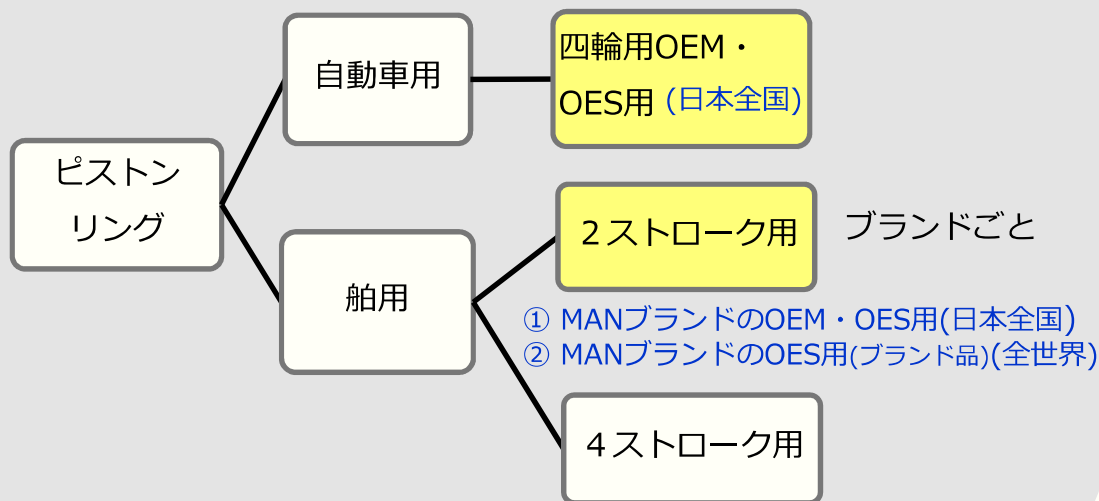 自動車用
四輪用OEM・
OES用 (日本全国)
ピストン
リング
2ストローク用
ブランドごと
舶用
① MANブランドのOEM・OES用(日本全国)
② MANブランドのOES用(ブランド品)(全世界)
4ストローク用